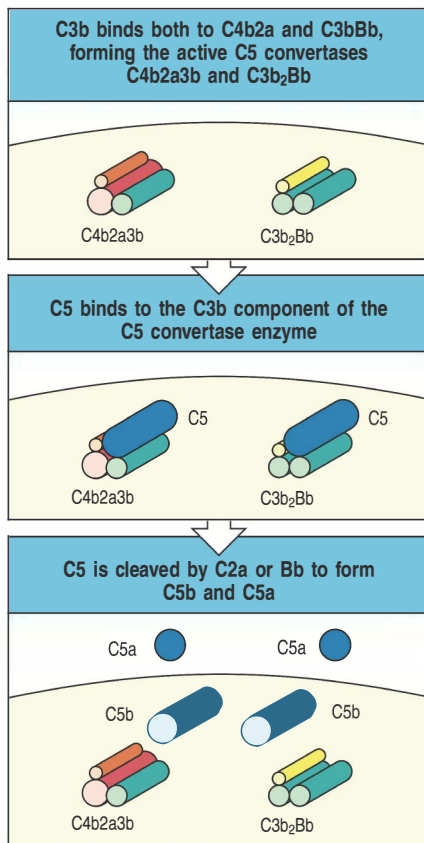 C3b binds both to C4b2a and C3bBb,
forming the active C5 convertases
C4b2a3b and C3b₂Bb
C4b2a3b
C3b₂Bb
C5 binds to the C3b component of the
C5 convertase enzyme
C5
C5
C4b2a3b
C3b₂Bb
C5 is cleaved by C2a or Bb to form
C5b and C5a
C5a
C5a
C5b
C5b
C4b2a3b
C3b₂Bb